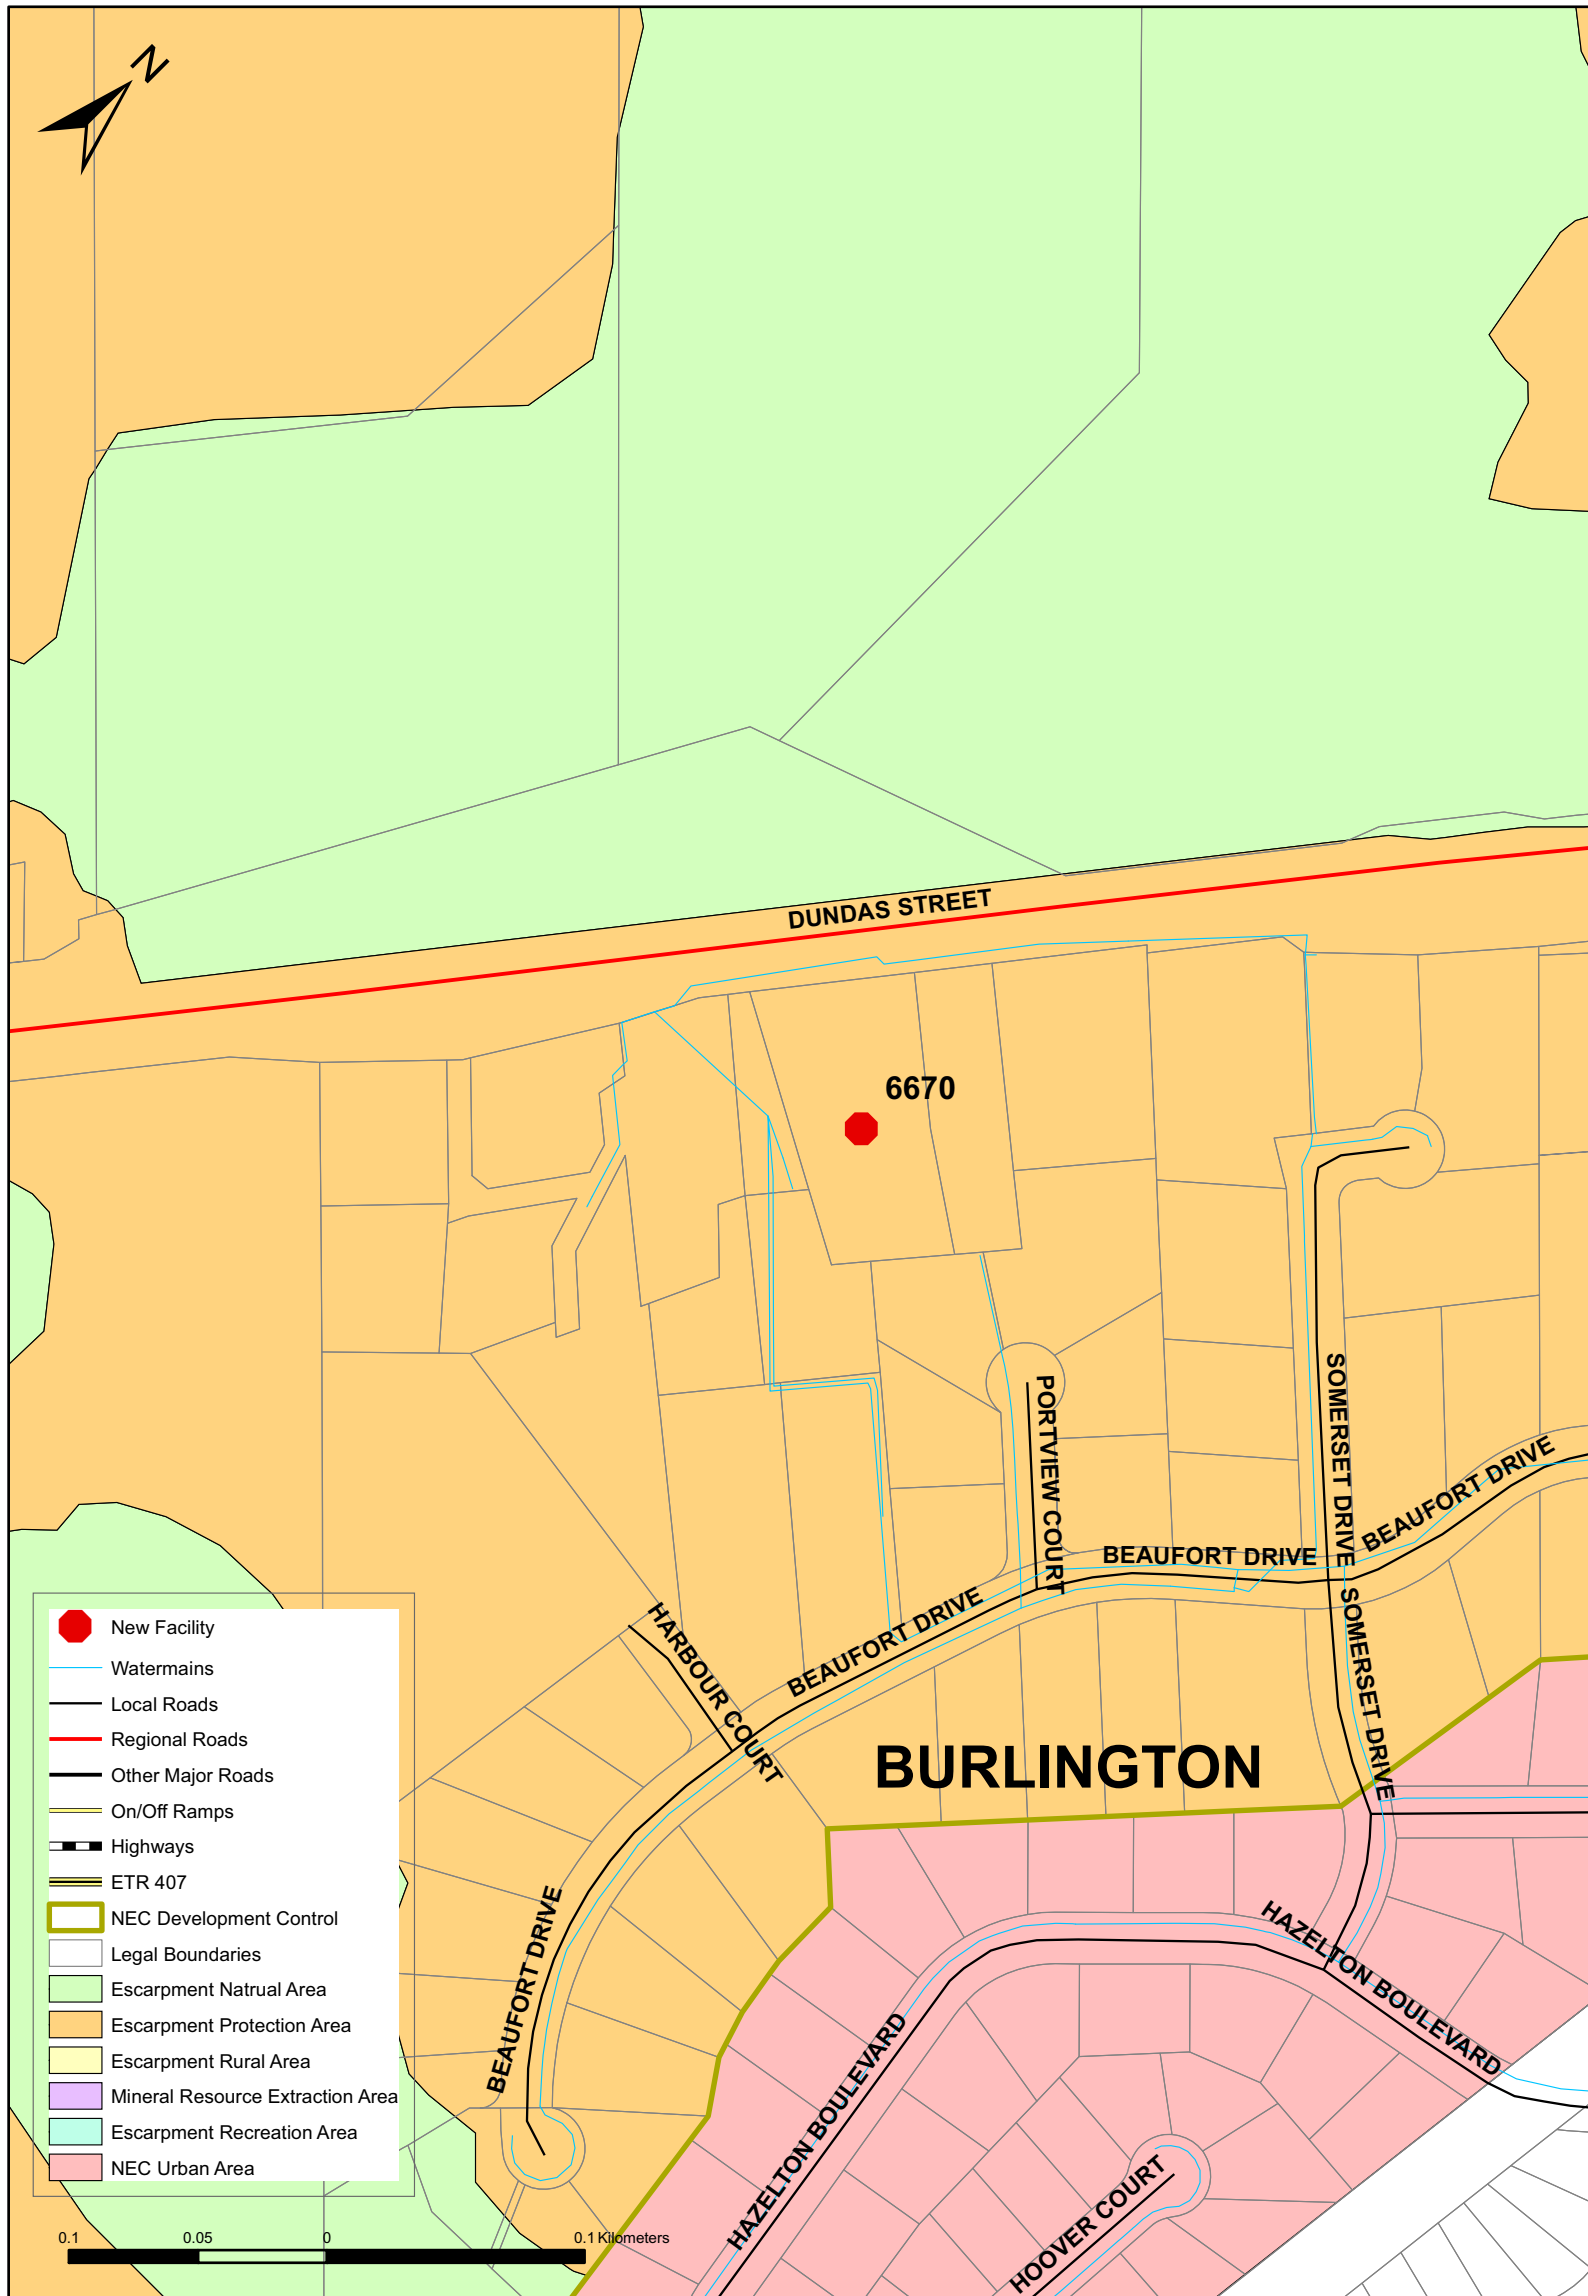 N
DUNDAS STREET
6670
PORTVIEW COURT
SOMERSET DRIVE
BEAUFORT DRIVE
BEAUFORT DRIVE
BEAUFORT DRIVE
SOMERSET DRIVE
HARBOUR COURT
BURLINGTON
BEAUFORT DRIVE
HAZELTON BOULEVARD
HAZELTON BOULEVARD
HOOVER COURT
New Facility
Watermains
Local Roads
Regional Roads
Other Major Roads
On/Off Ramps
Highways
ETR 407
NEC Development Control
Legal Boundaries
Escarpment Natrual Area
Escarpment Protection Area
Escarpment Rural Area
Mineral Resource Extraction Area
Escarpment Recreation Area
NEC Urban Area
0.1 0.05 0 0.1 Kilometers